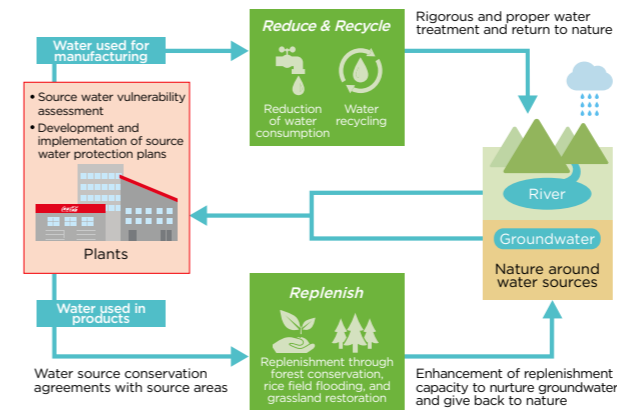 Water used for
manufacturing
Reduce & Recycle
Reduction
of water
consumption
Water
recycling
Rigorous and proper water
treatment and return to nature
• Source water vulnerability
assessment
• Development and
implementation of source
water protection plans
Coca-Cola
Plants
River
Groundwater
Nature around
water sources
Water used in
products
Water source conservation
agreements with source areas
Replenish
Replenishment through
forest conservation,
rice field flooding, and
grassland restoration
Enhancement of replenishment
capacity to nurture groundwater
and give back to nature